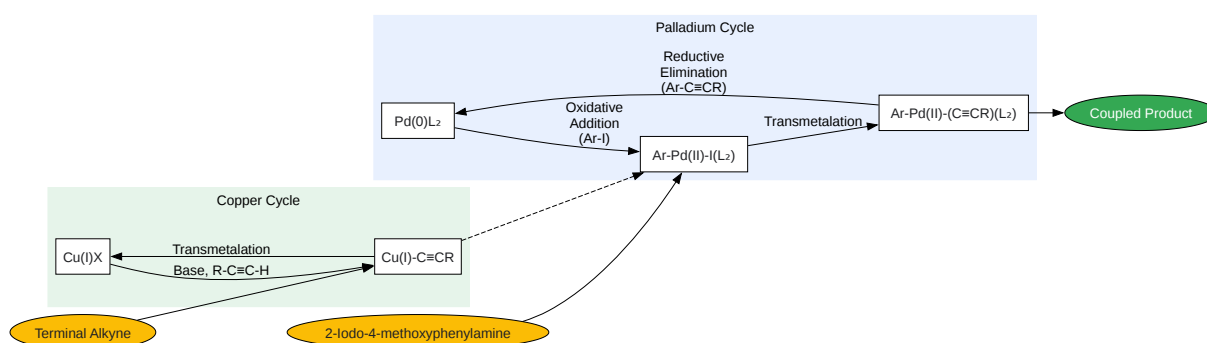 Palladium Cycle
Reductive
Elimination
(Ar-C≡CR)
Pd(0)L₂
Oxidative
Addition
(Ar-I)
Ar-Pd(II)-I(L₂)
Transmetalation
Ar-Pd(II)-(C≡CR)(L₂)
Coupled Product
Copper Cycle
Cu(I)X
Transmetalation
Base, R-C≡C-H
Cu(I)-C≡CR
Terminal Alkyne
2-Iodo-4-methoxyphenylamine